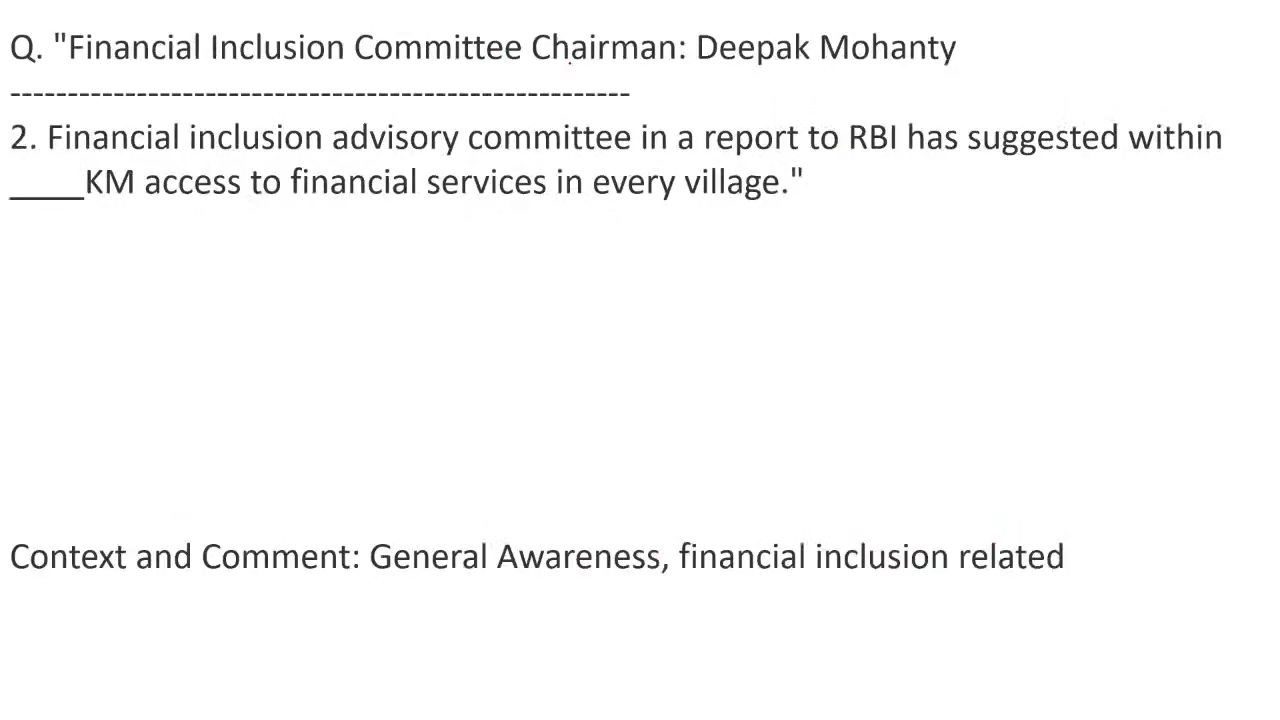 Q. "Financial Inclusion Committee Chairman: Deepak Mohanty
------------------------------------------------------
2. Financial inclusion advisory committee in a report to RBI has suggested within
____KM access to financial services in every village."
Context and Comment: General Awareness, financial inclusion related